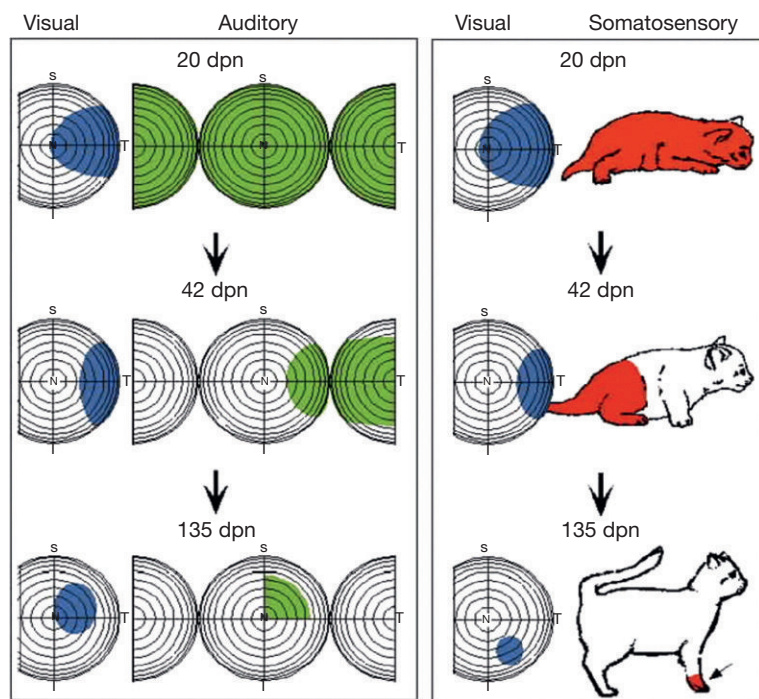 Visual Auditory
20 dpn
S S
N N T
I
42 dpn
S S
N T N T
I I
135 dpn
S S
N T N T
I I
Visual Somatosensory
20 dpn
S
N T
I
42 dpn
S
N T
I
135 dpn
S
N T
I